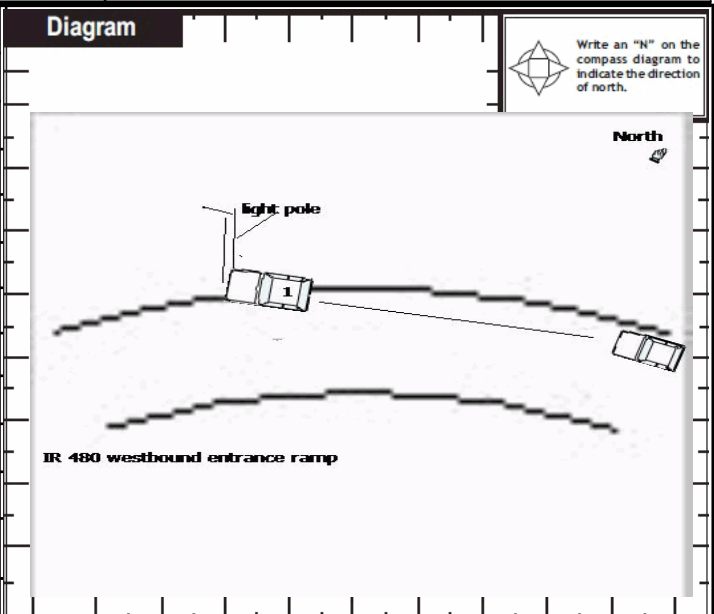 Diagram
Write an “N” on the
compass diagram to
indicate the direction
of north.
North
light pole
1
IR 480 westbound entrance ramp